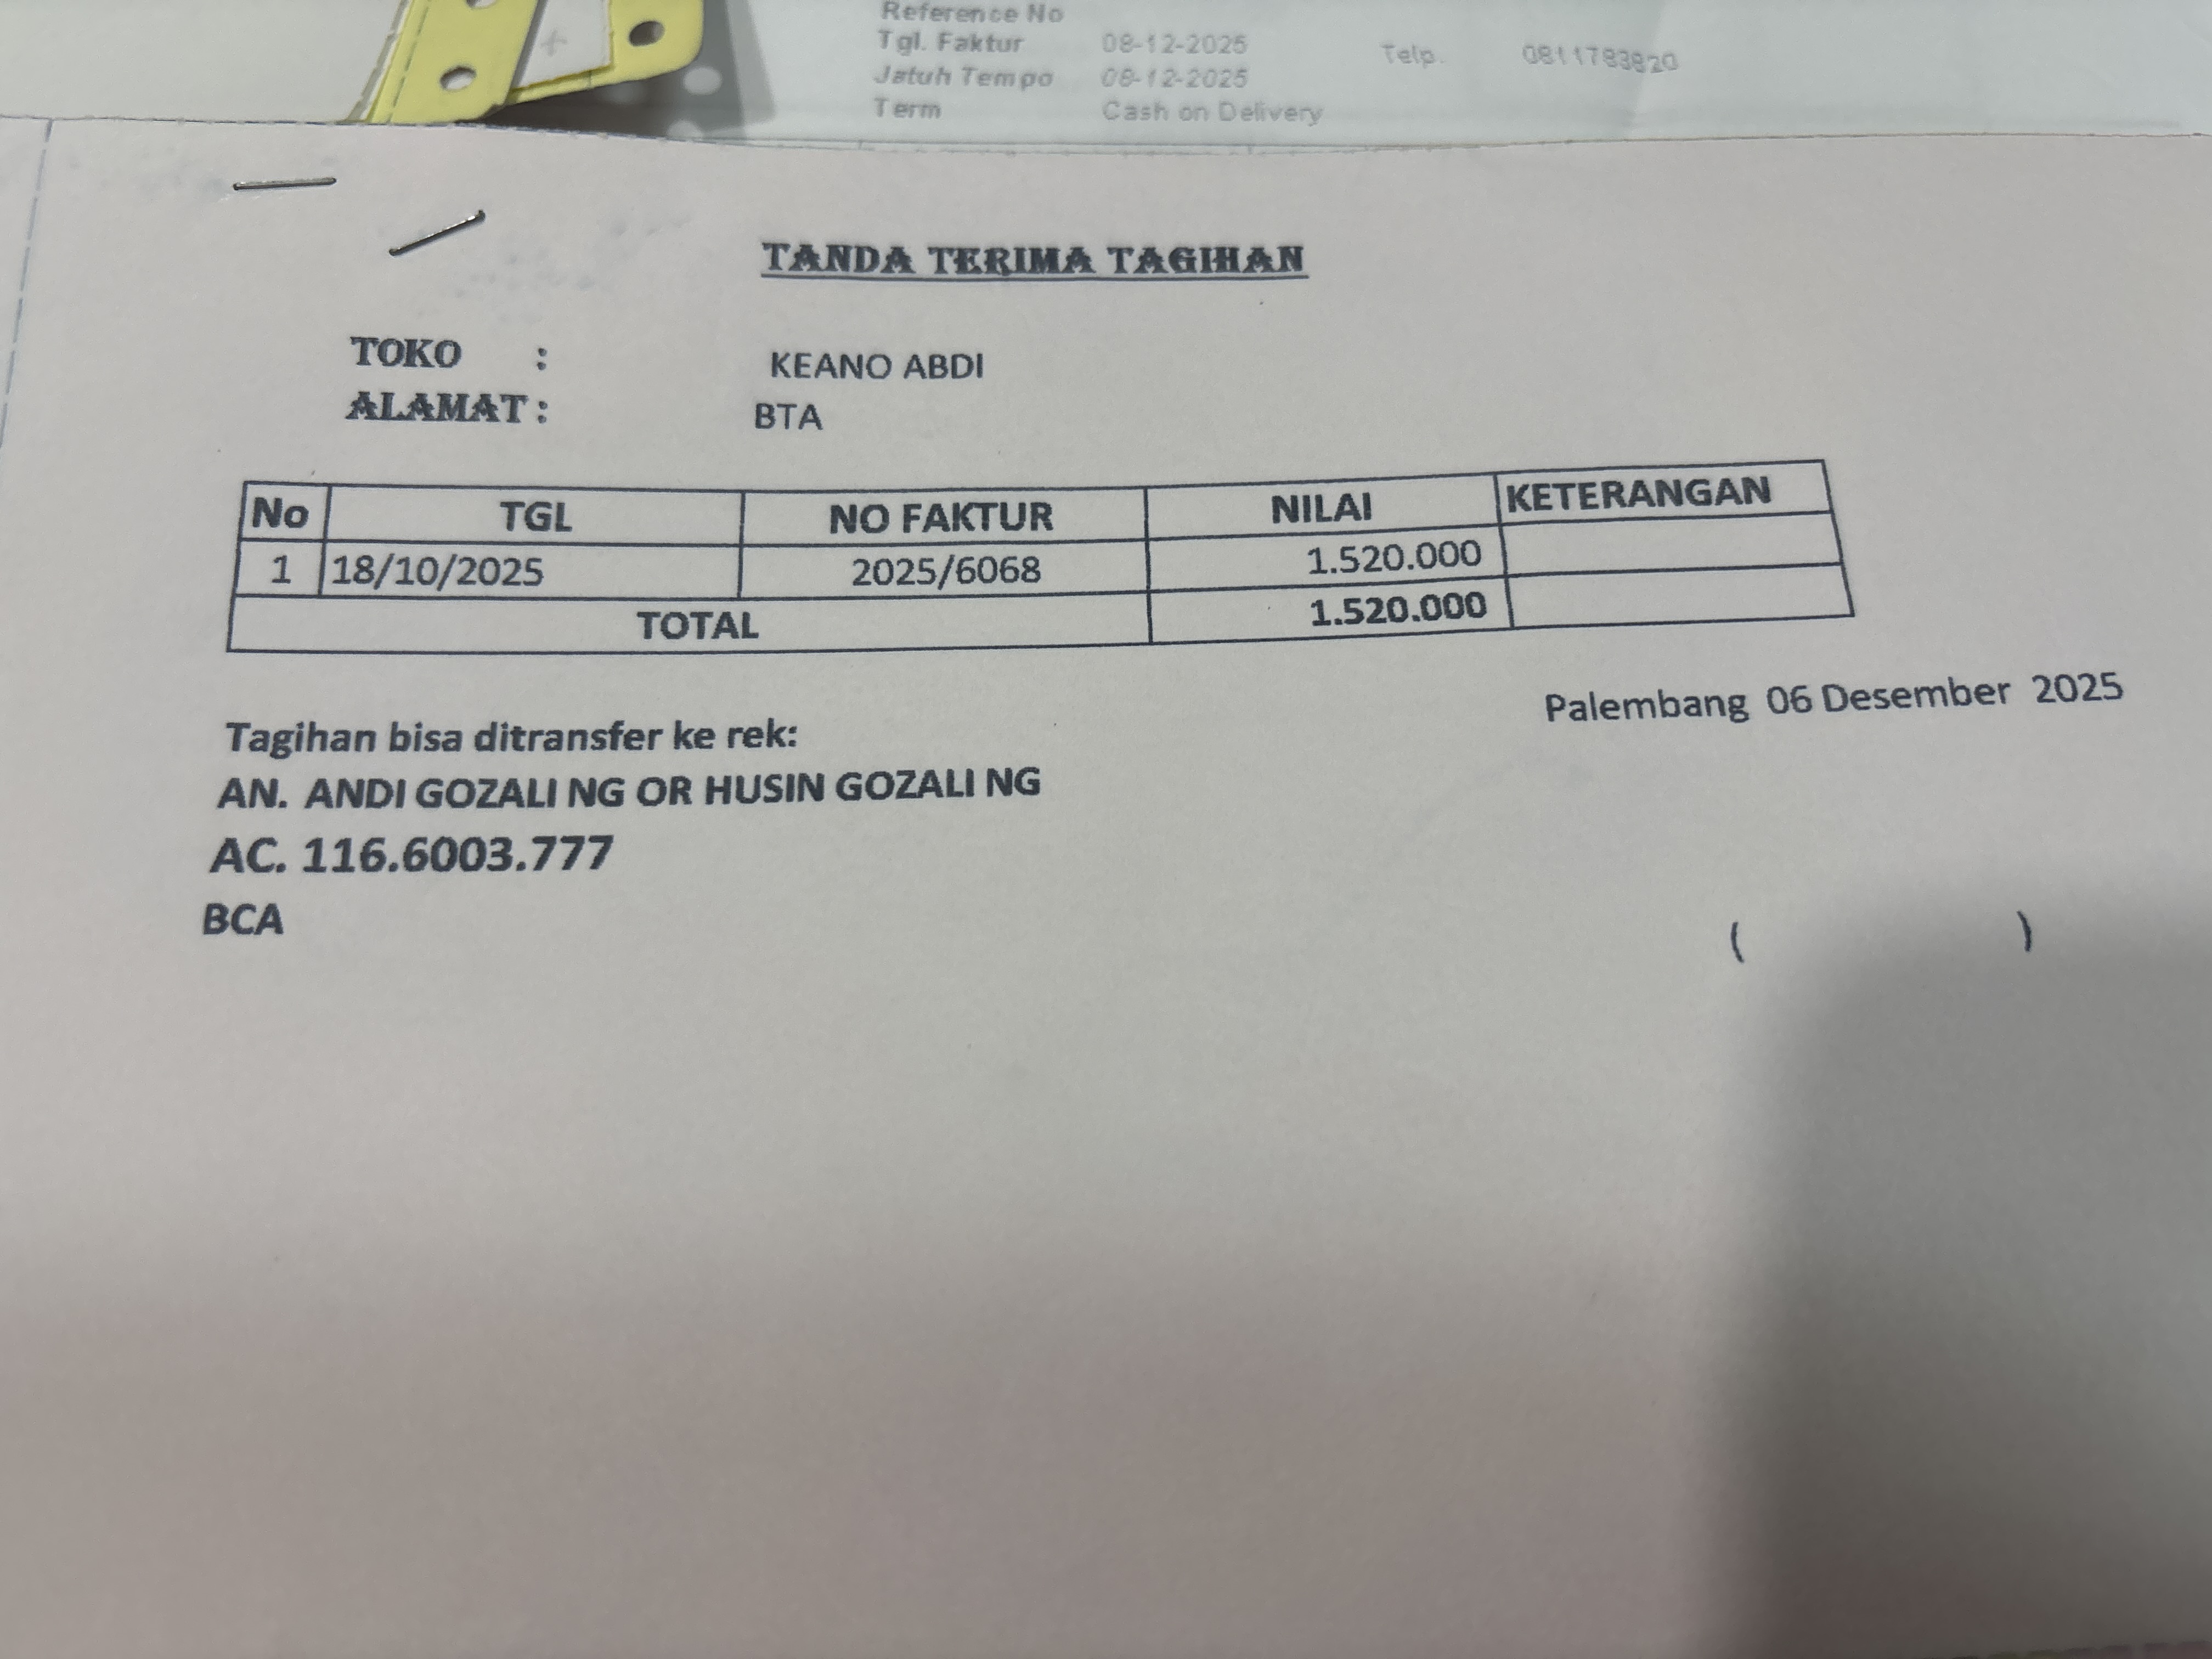 Reference No
Tgl. Faktur 08-12-2025 Telp. 0811783820
Jatuh Tempo 08-12-2025
Term Cash on Delivery
TANDA TERIMA TAGIHAN
TOKO : KEANO ABDI
ALAMAT : BTA
No TGL NO FAKTUR NILAI KETERANGAN
1 18/10/2025 2025/6068 1.520.000
TOTAL 1.520.000
Palembang 06 Desember 2025
Tagihan bisa ditransfer ke rek:
AN. ANDI GOZALI NG OR HUSIN GOZALI NG
AC. 116.6003.777
BCA
( )